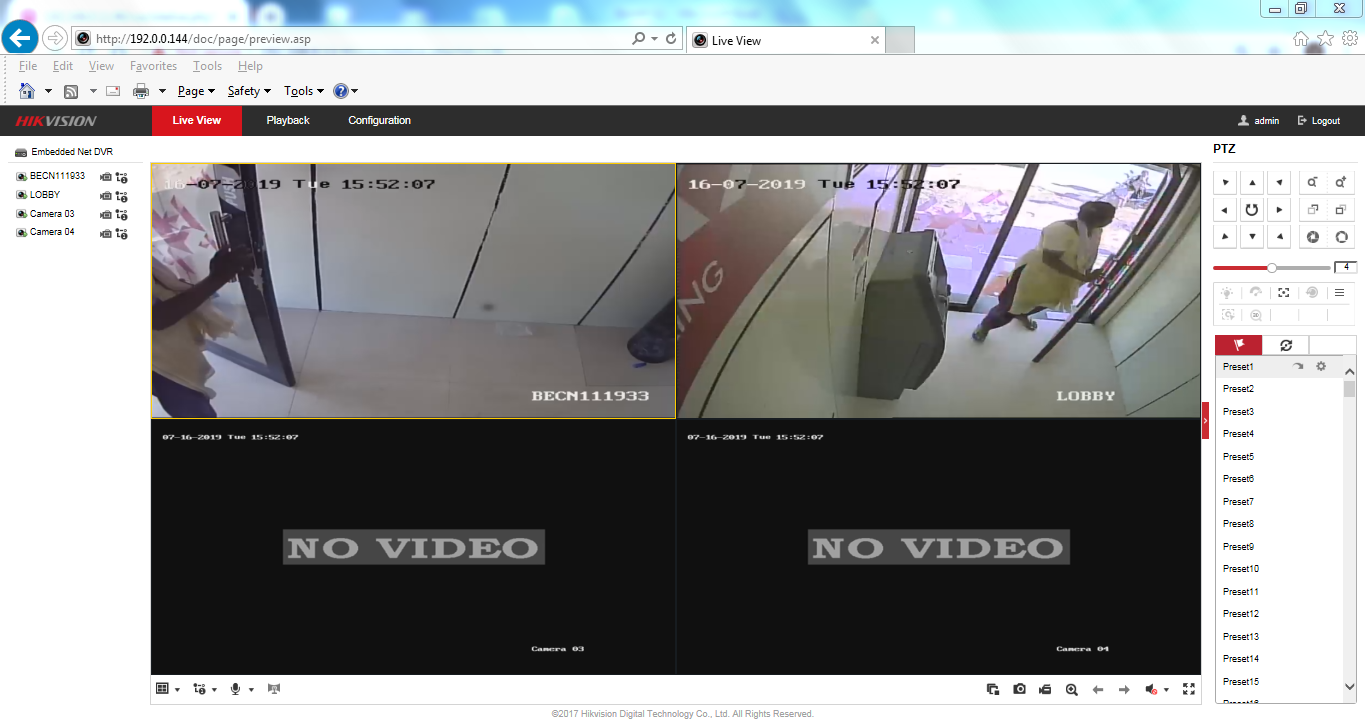 http://192.0.0.144/doc/page/preview.asp
Live View
File Edit View Favorites Tools Help
Page Safety Tools
HIKVISION Live View Playback Configuration admin Logout
Embedded Net DVR
BECN111933
LOBBY
Camera 03
Camera 04
16-07-2019 Tue 15:52:07
BECN111933
16-07-2019 Tue 15:52:07
NING
LOBBY
07-16-2019 Tue 15:52:07
NO VIDEO
Camera 03
07-16-2019 Tue 15:52:07
NO VIDEO
Camera 04
PTZ
4
Preset1
Preset2
Preset3
Preset4
Preset5
Preset6
Preset7
Preset8
Preset9
Preset10
Preset11
Preset12
Preset13
Preset14
Preset15
©2017 Hikvision Digital Technology Co., Ltd. All Rights Reserved.